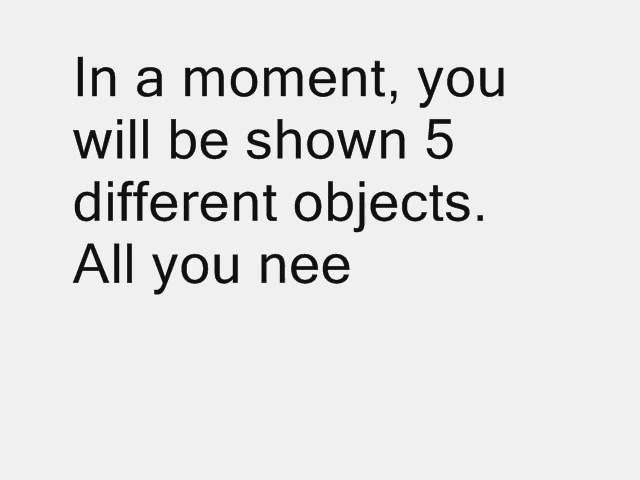 In a moment, you
will be shown 5
different objects.
All you nee